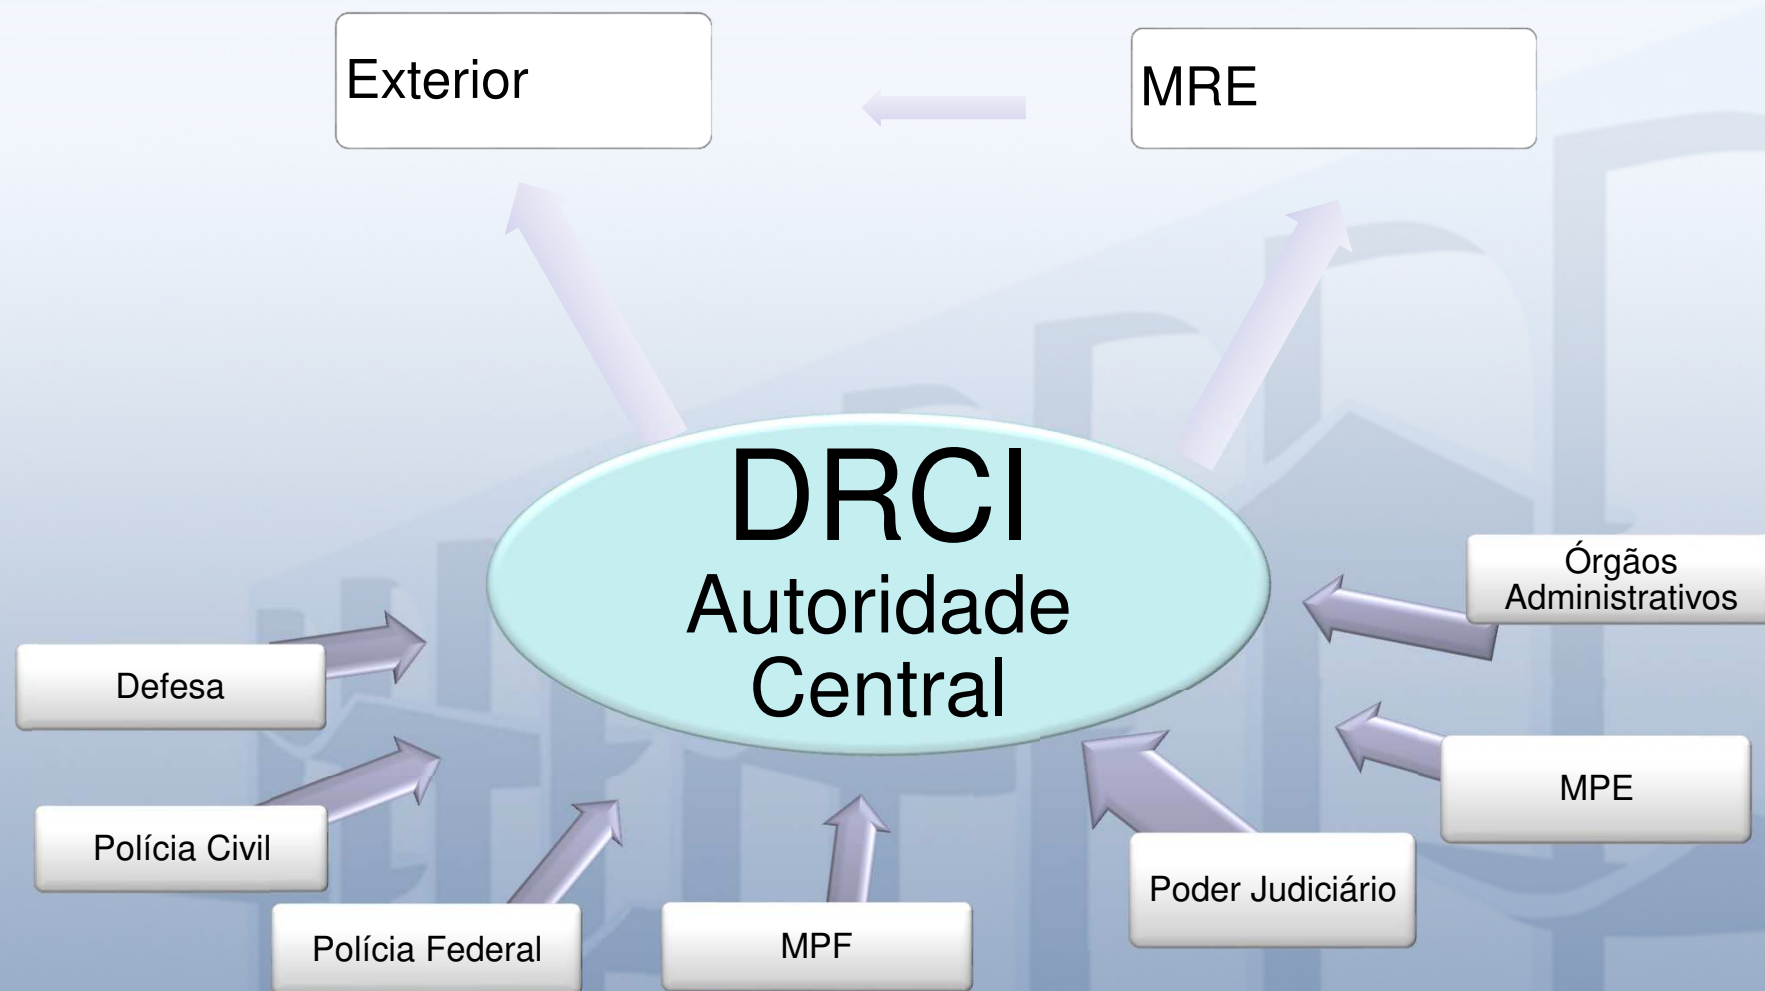 Exterior
MRE
DRCI
Autoridade
Central
Órgãos
Administrativos
Defesa
MPE
Polícia Civil
Poder Judiciário
Polícia Federal
MPF